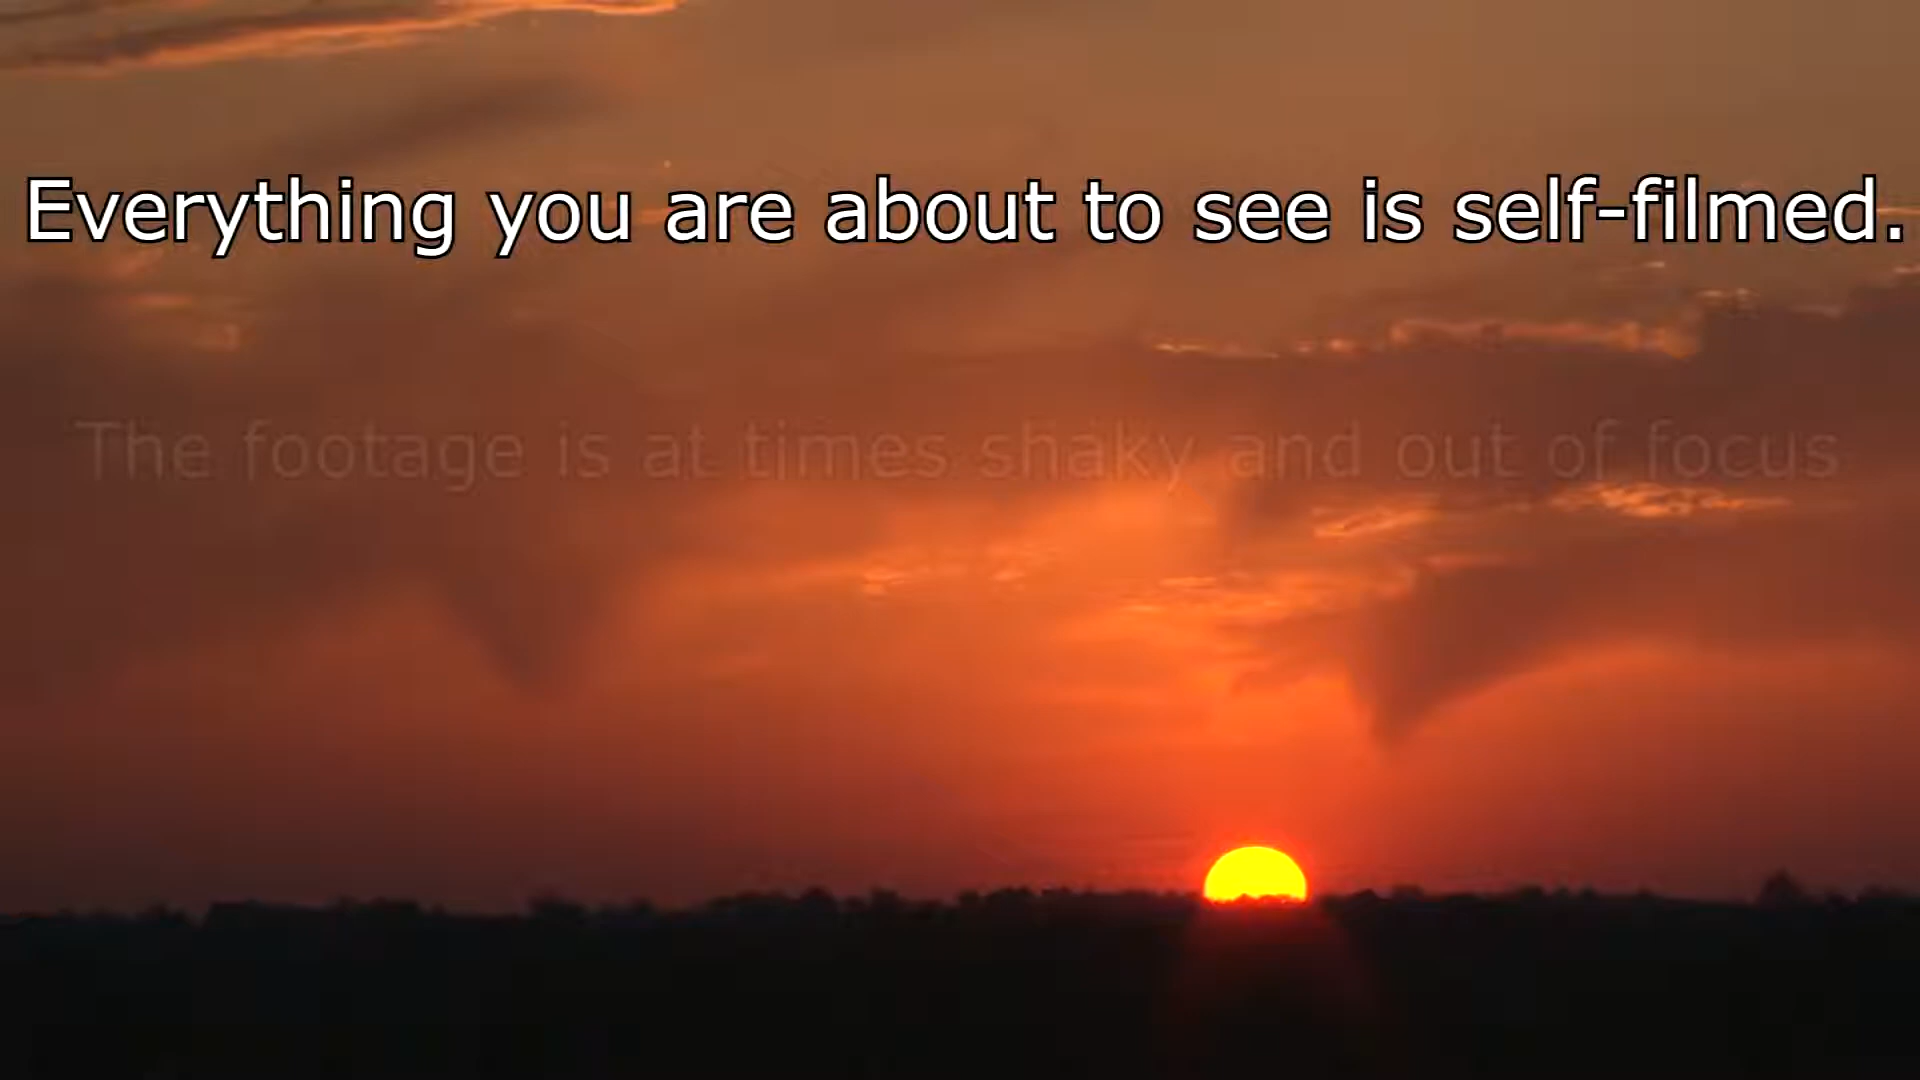 Everything you are about to see is self-filmed.
The footage is at times shaky and out of focus